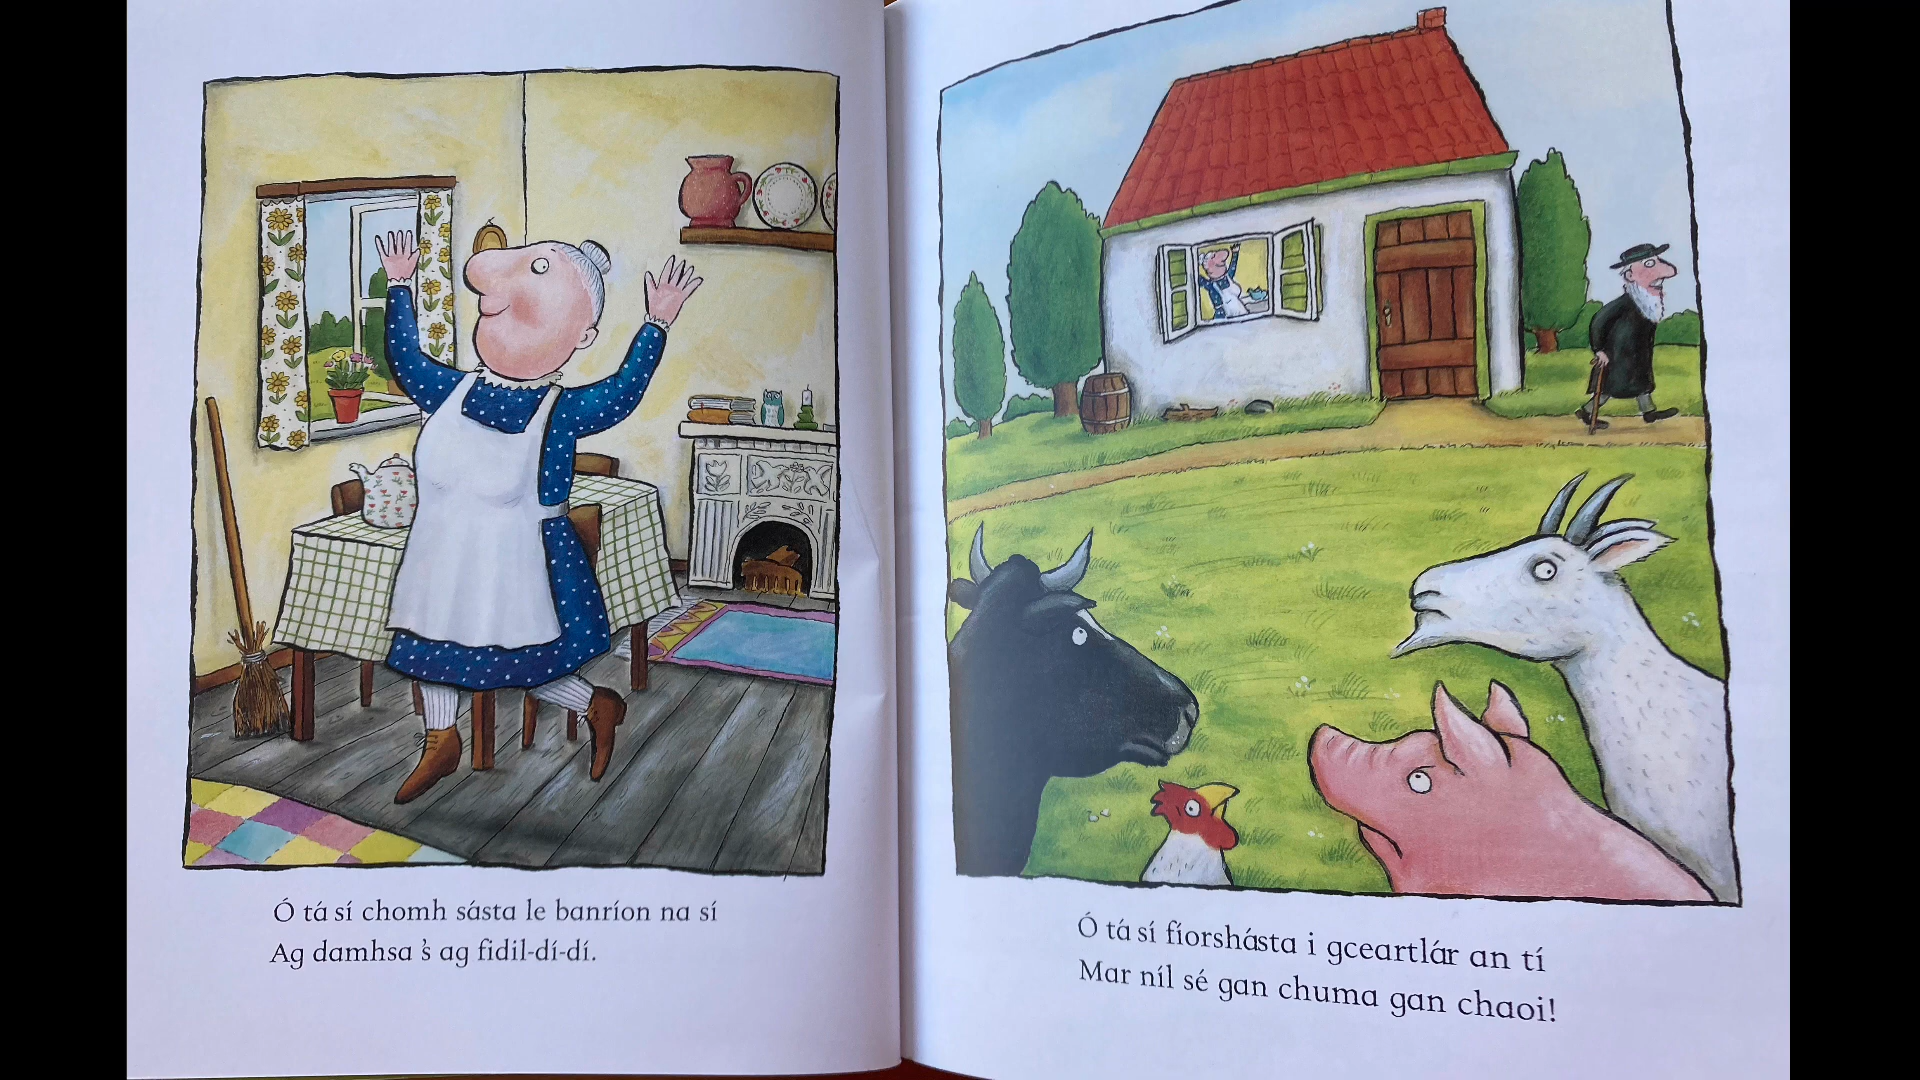 Ó tá sí chomh sásta le banríon na sí
Ag damhsa ’s ag fidil-dí-dí.
Ó tá sí fíorshásta i gceartlár an tí
Mar níl sé gan chuma gan chaoi!